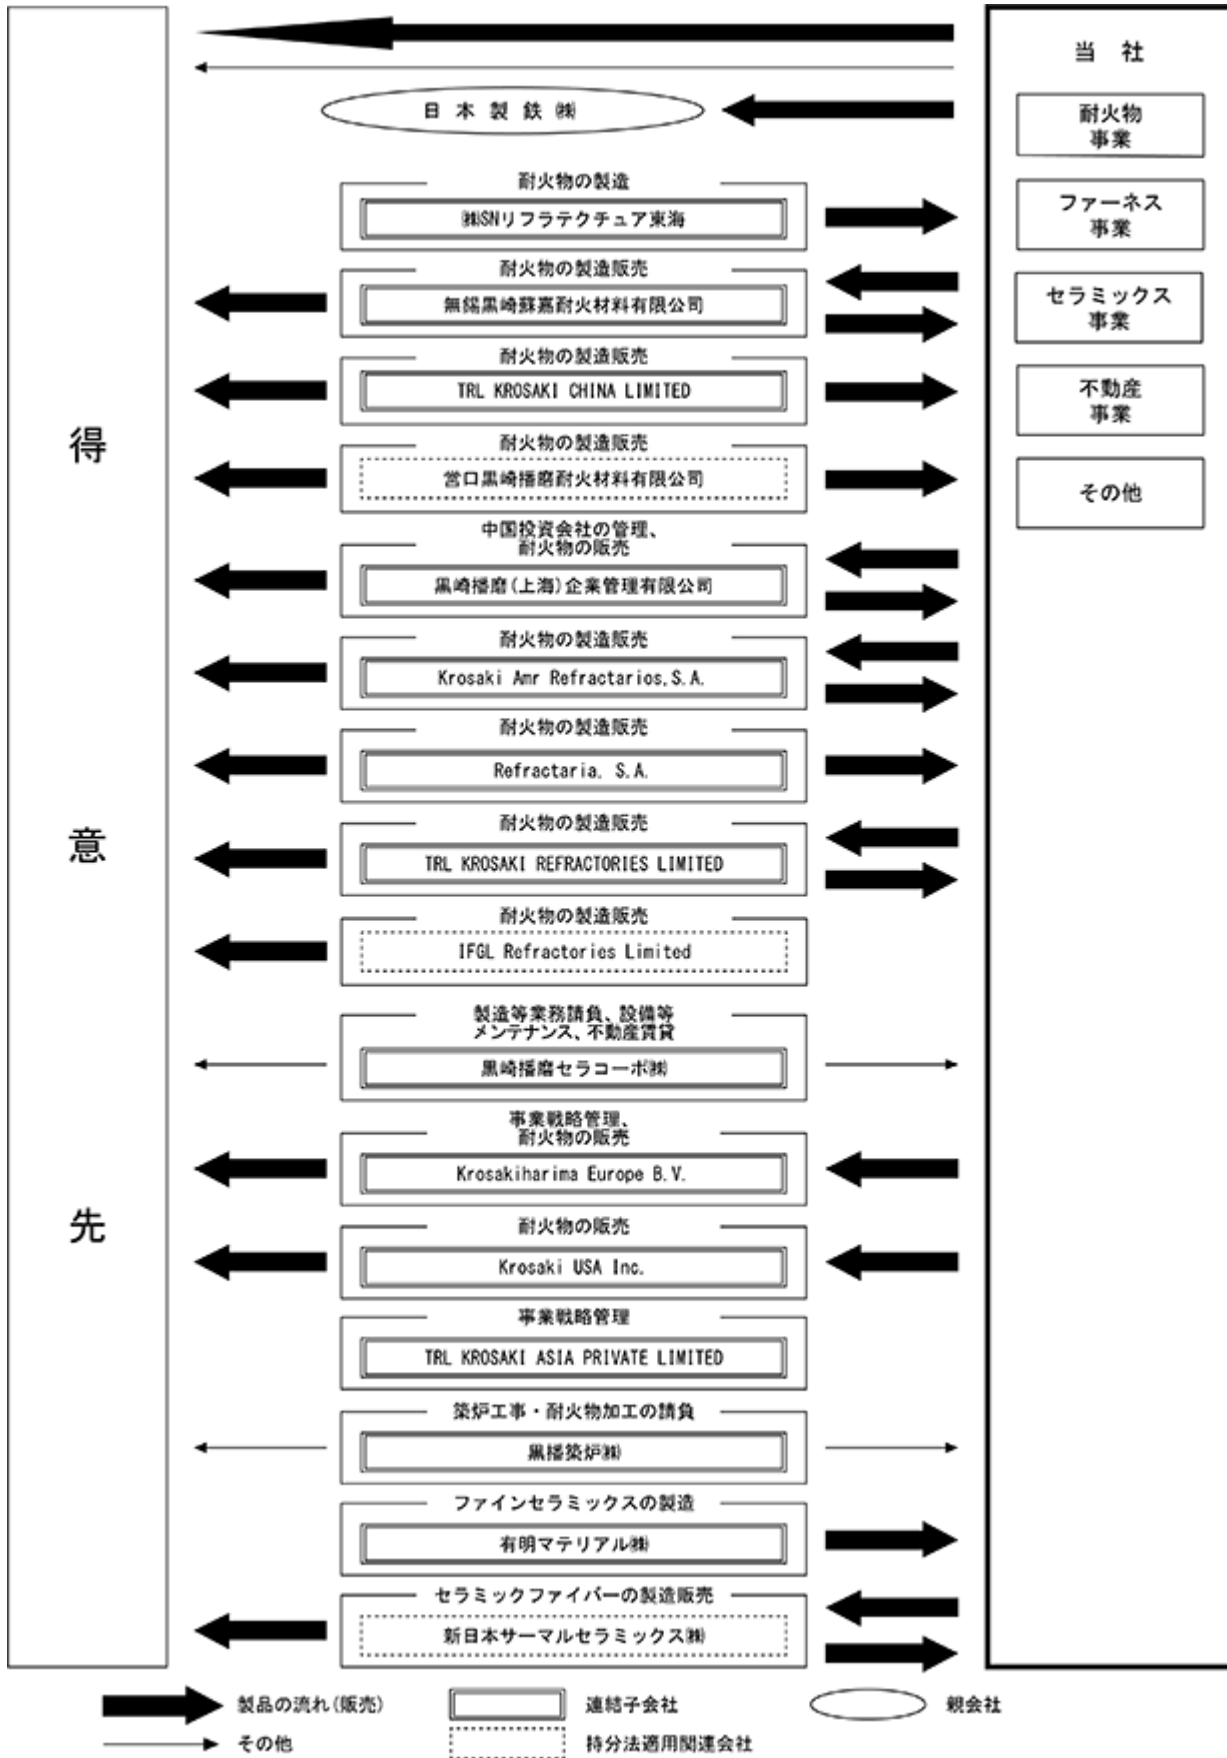 当 社
耐火物
事業
ファーネス
事業
セラミックス
事業
不動産
事業
その他
得
意
先
日 本 製 鉄 ㈱
耐火物の製造
㈱SNリフラテクチュア東海
耐火物の製造販売
無錫黒崎蘇嘉耐火材料有限公司
耐火物の製造販売
TRL KROSAKI CHINA LIMITED
耐火物の製造販売
営口黒崎播磨耐火材料有限公司
中国投資会社の管理、
耐火物の販売
黒崎播磨(上海)企業管理有限公司
耐火物の製造販売
Krosaki Amr Refractarios,S.A.
耐火物の製造販売
Refractaria, S.A.
耐火物の製造販売
TRL KROSAKI REFRACTORIES LIMITED
耐火物の製造販売
IFGL Refractories Limited
製造等業務請負、設備等
メンテナンス、不動産賃貸
黒崎播磨セラコーポ㈱
事業戦略管理、
耐火物の販売
Krosakiharima Europe B.V.
耐火物の販売
Krosaki USA Inc.
事業戦略管理
TRL KROSAKI ASIA PRIVATE LIMITED
築炉工事・耐火物加工の請負
黒播築炉㈱
ファインセラミックスの製造
有明マテリアル㈱
セラミックファイバーの製造販売
新日本サーマルセラミックス㈱
製品の流れ(販売)
連結子会社
親会社
その他
持分法適用関連会社